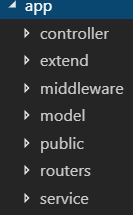 app
controller
extend
middleware
model
public
routers
service